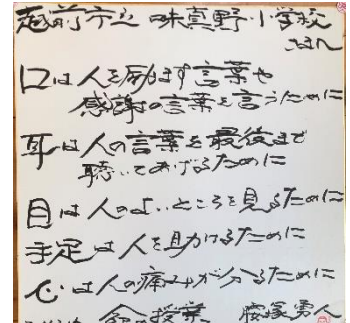 越前市立 味真野小学校
さまへ
口は人を励ます言葉や
感謝の言葉を言うために
耳は人の言葉を最後まで
聴いてあげるために
目は人のよいところを見るために
手足は人を助けるために
心は人の痛みが分るために
命の授業 腰塚勇人